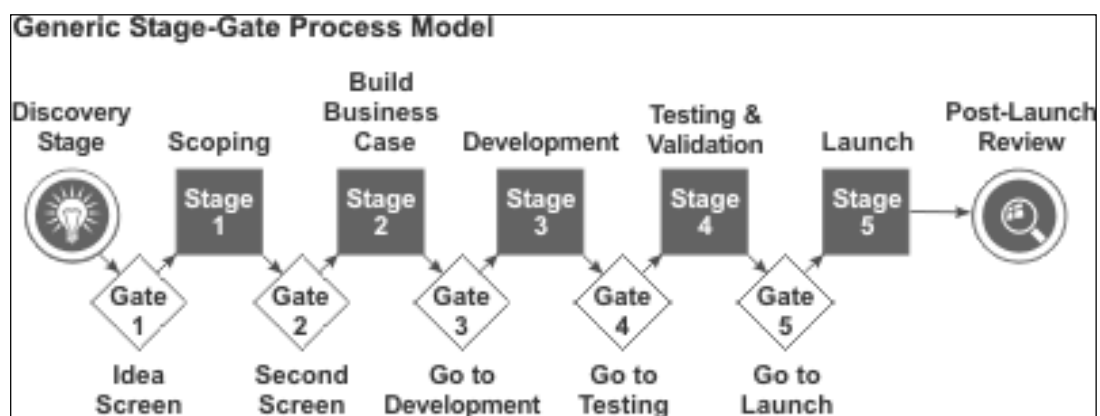 Generic Stage-Gate Process Model
Discovery
Stage
Scoping
Build
Business
Case
Development
Testing &
Validation
Launch
Post-Launch
Review
Stage
1
Stage
2
Stage
3
Stage
4
Stage
5
Gate
1
Gate
2
Gate
3
Gate
4
Gate
5
Idea
Screen
Second
Screen
Go to
Development
Go to
Testing
Go to
Launch